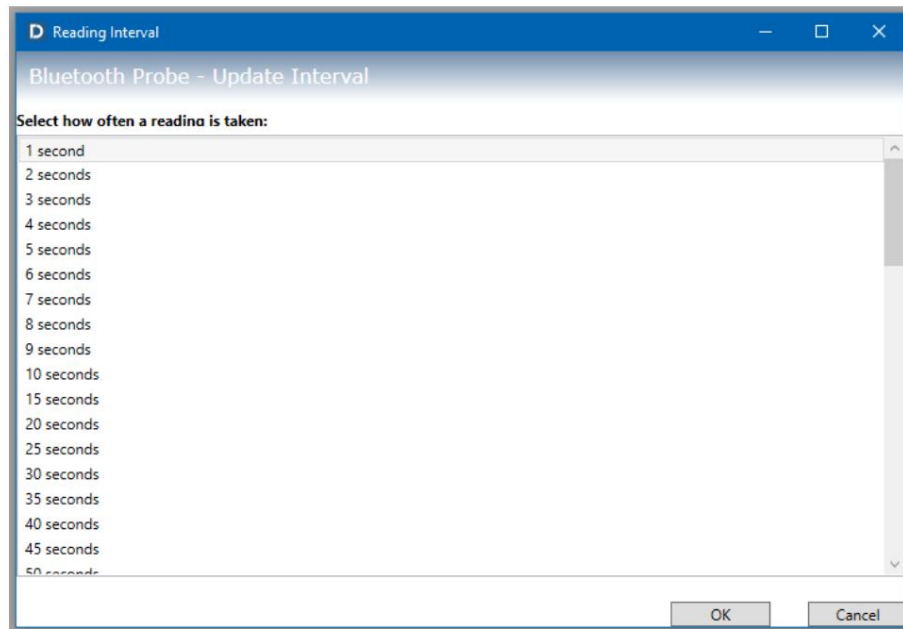 D Reading Interval
Bluetooth Probe - Update Interval
Select how often a reading is taken:
1 second
2 seconds
3 seconds
4 seconds
5 seconds
6 seconds
7 seconds
8 seconds
9 seconds
10 seconds
15 seconds
20 seconds
25 seconds
30 seconds
35 seconds
40 seconds
45 seconds
50 seconds
OK
Cancel